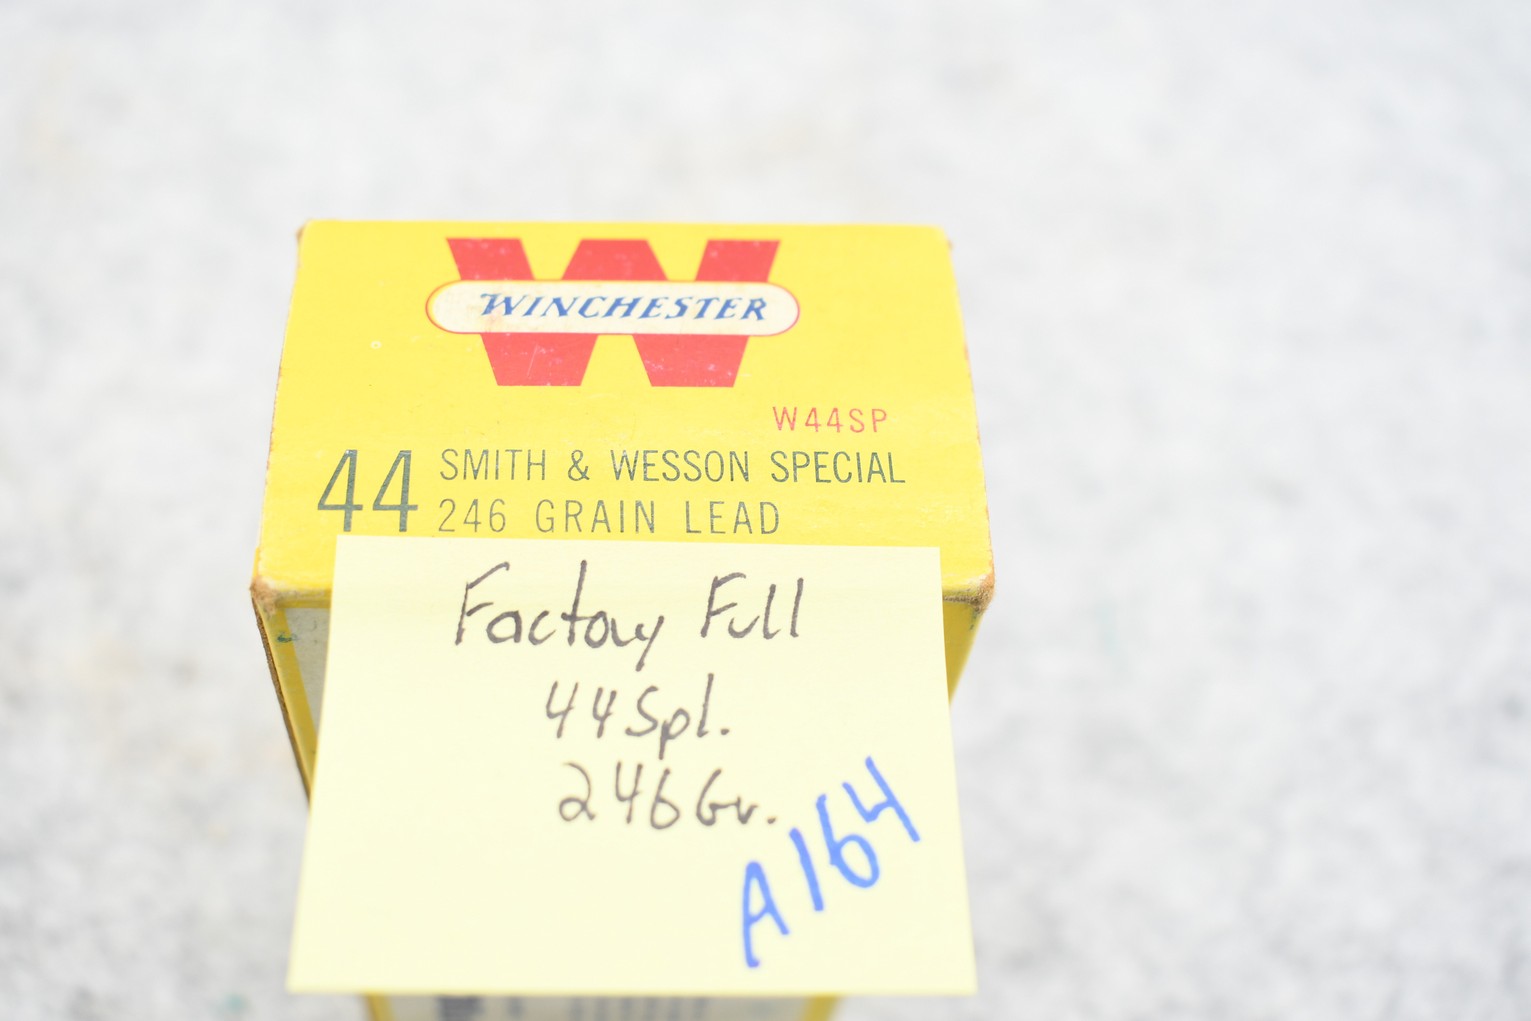 WINCHESTER
W44SP
44 SMITH & WESSON SPECIAL
246 GRAIN LEAD
Factory Full
44 Spl.
246 Gr.
A164